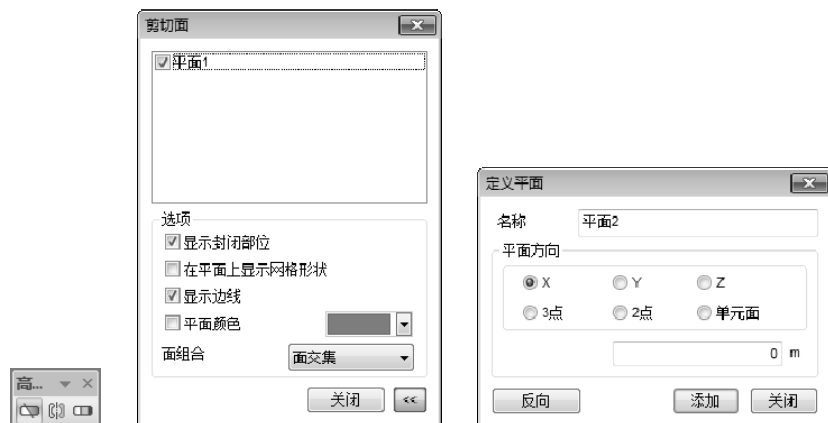 剪切面
平面1
选项
显示封闭部位
在平面上显示网格形状
显示边线
平面颜色
面组合 面交集
关闭 <<
高...
定义平面
名称 平面2
平面方向
X Y Z
3点 2点 单元面
0 m
反向 添加 关闭